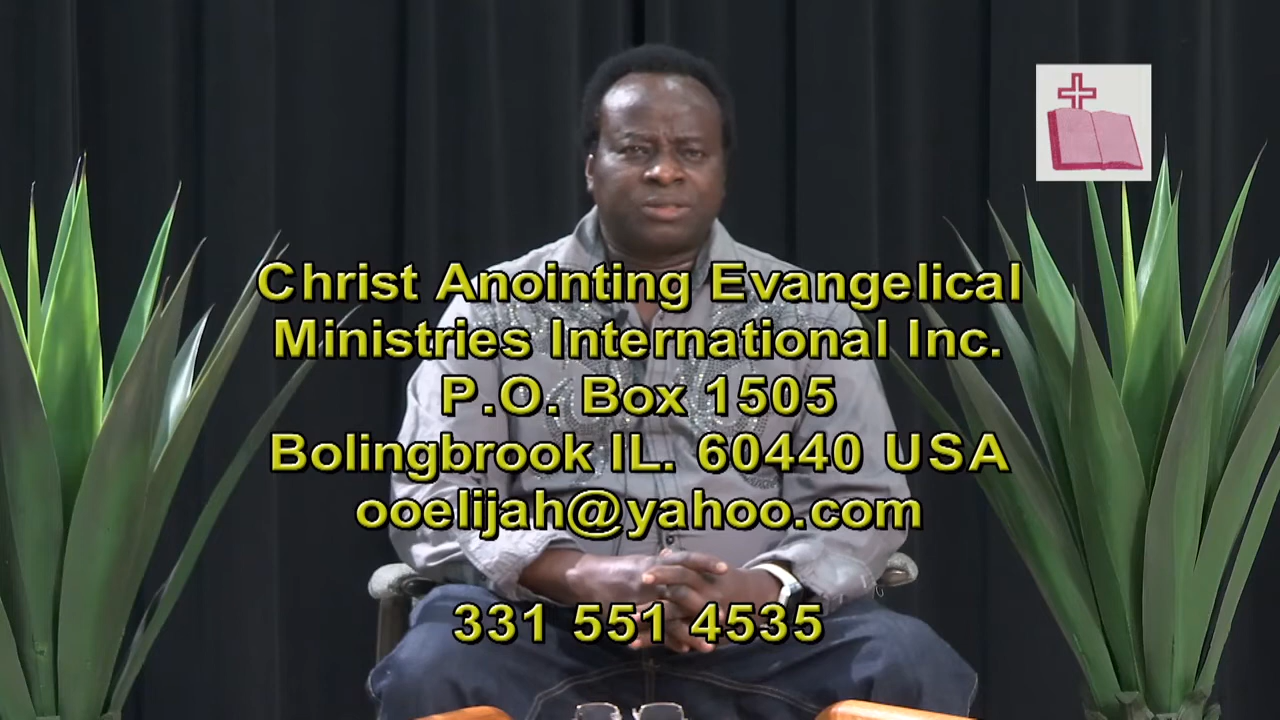 Christ Anointing Evangelical
Ministries International Inc.
P.O. Box 1505
Bolingbrook IL. 60440 USA
ooelijah@yahoo.com
331 551 4535